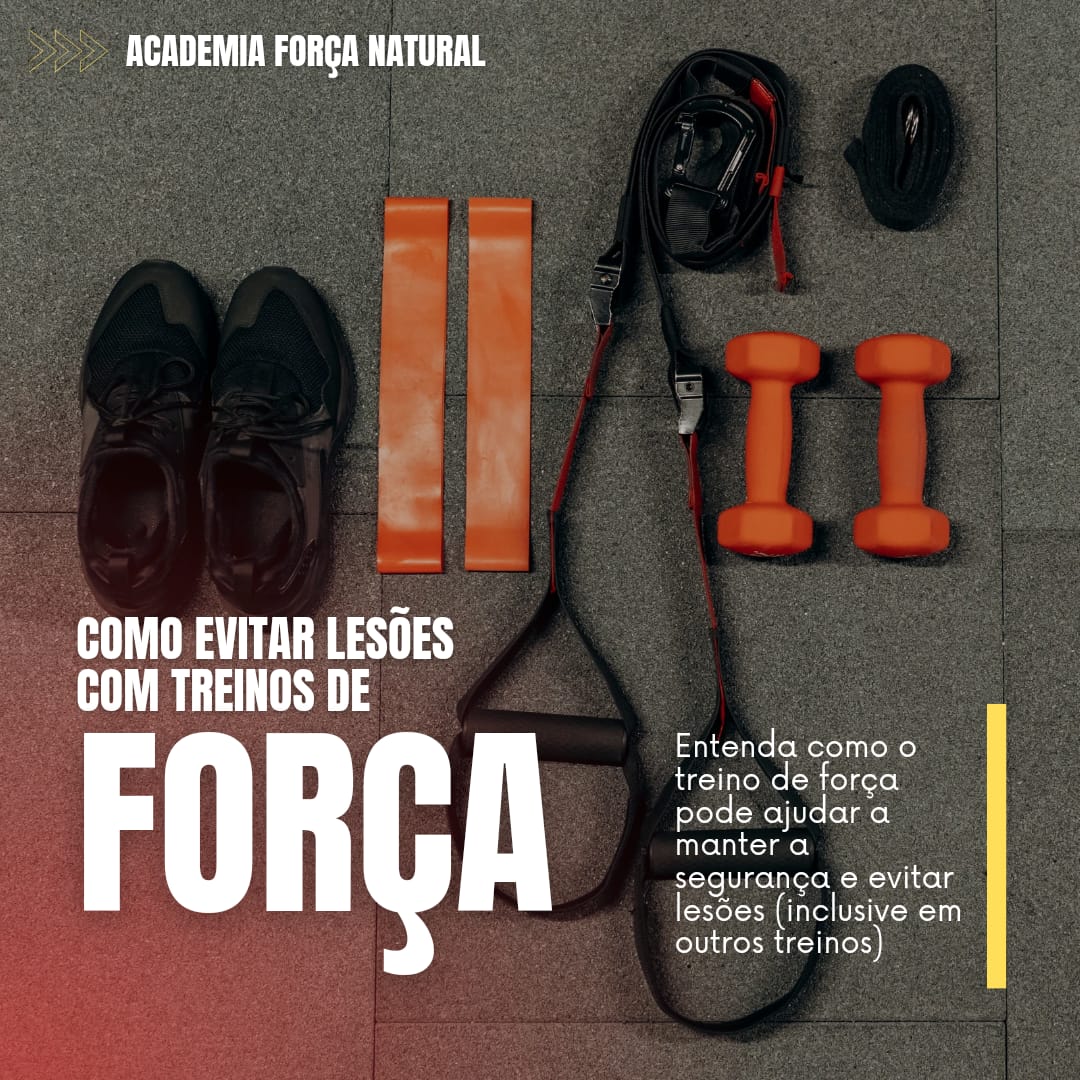 ACADEMIA FORÇA NATURAL
COMO EVITAR LESÕES
COM TREINOS DE
FORÇA
Entenda como o
treino de força
pode ajudar a
manter a
segurança e evitar
lesões (inclusive em
outros treinos)